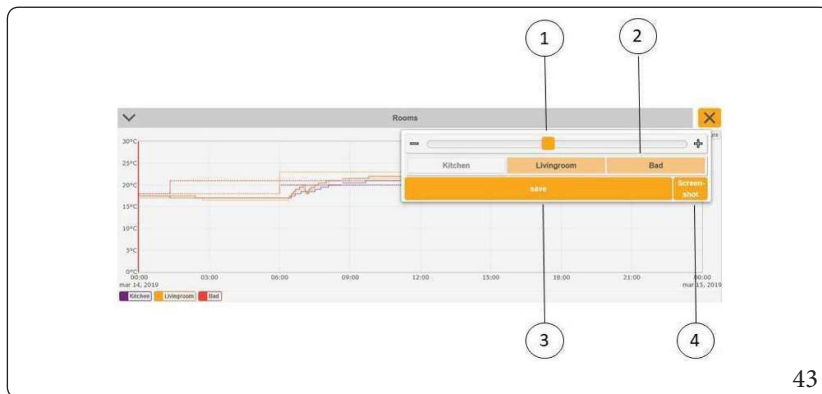 1
2
Rooms
30°C
25°C
20°C
15°C
10°C
5°C
0°C
Kitchen
Livingroom
Bad
save
Screen-
shot
00:00
03:00
06:00
09:00
12:00
15:00
18:00
21:00
00:00
mar 14, 2019
mar 15, 2019
Kitchen
Livingroom
Bad
3
4
43